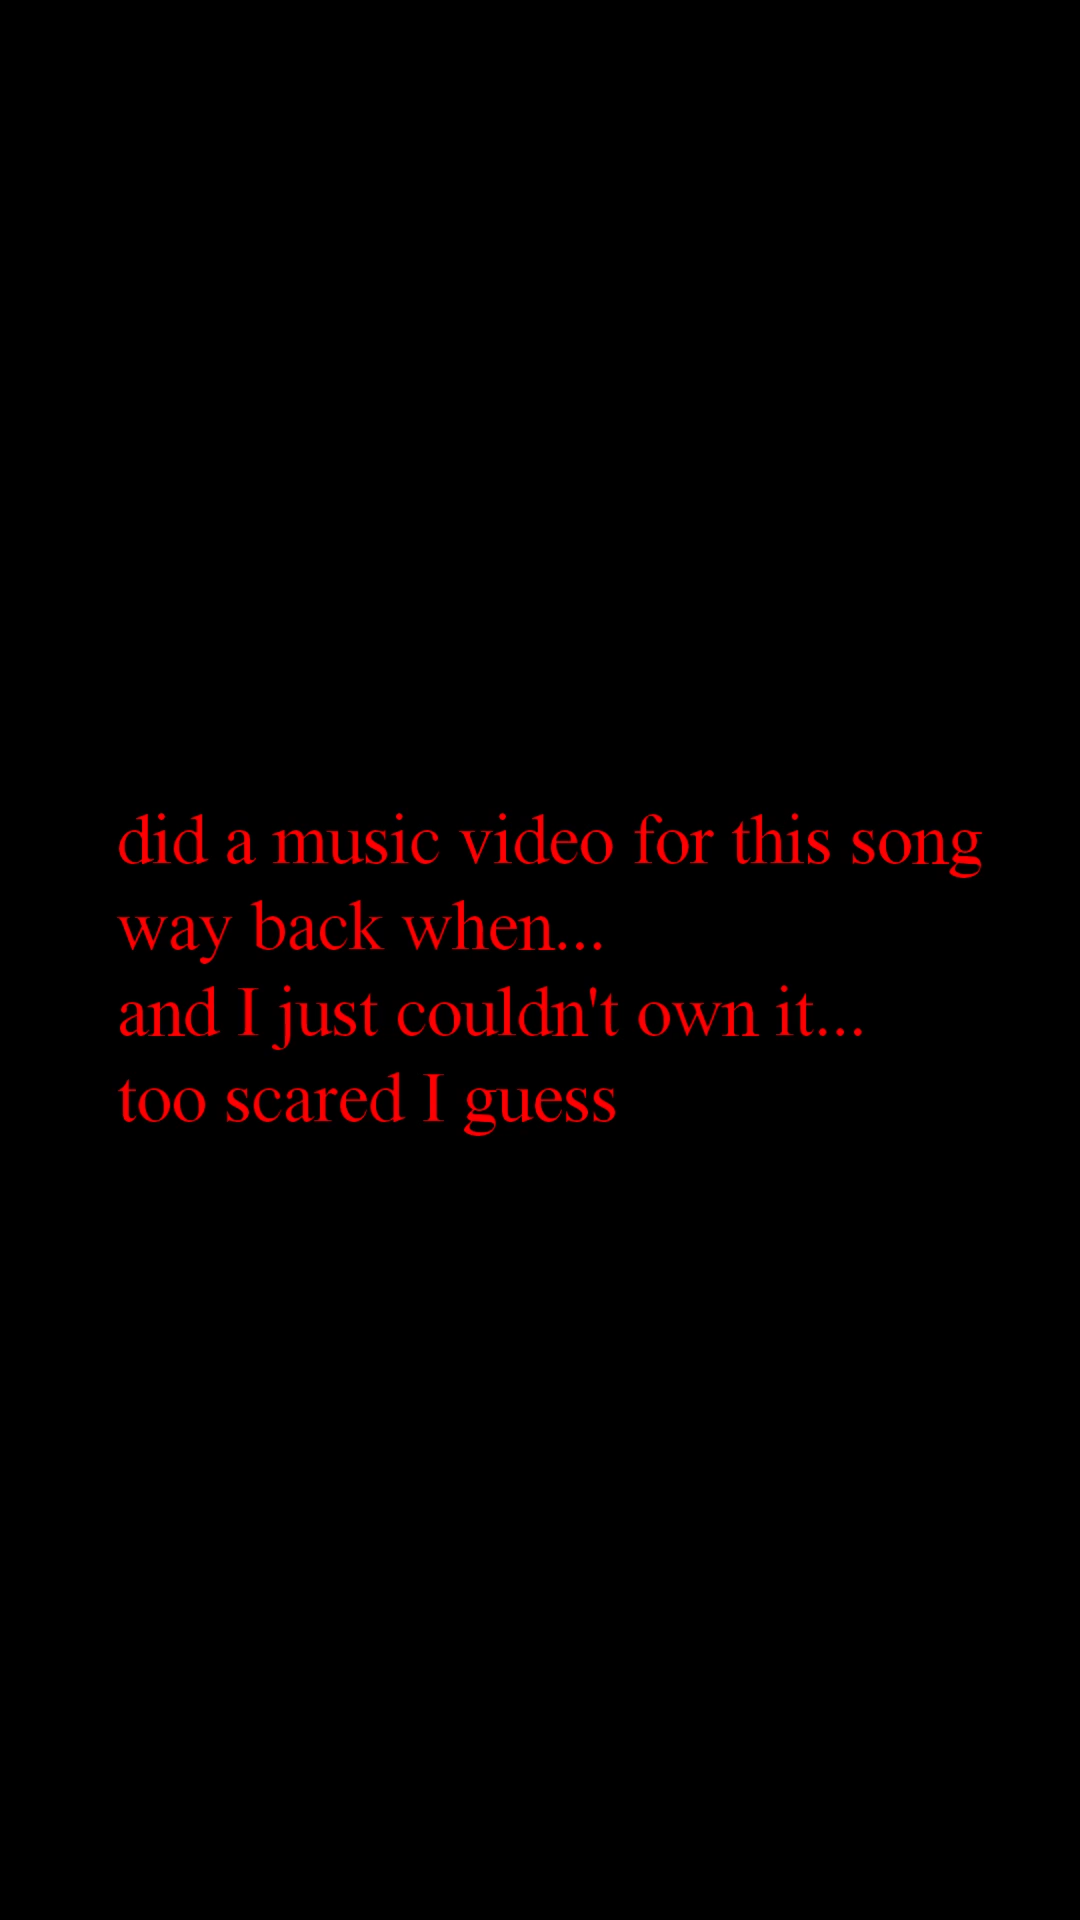 did a music video for this song
way back when...
and I just couldn't own it...
too scared I guess